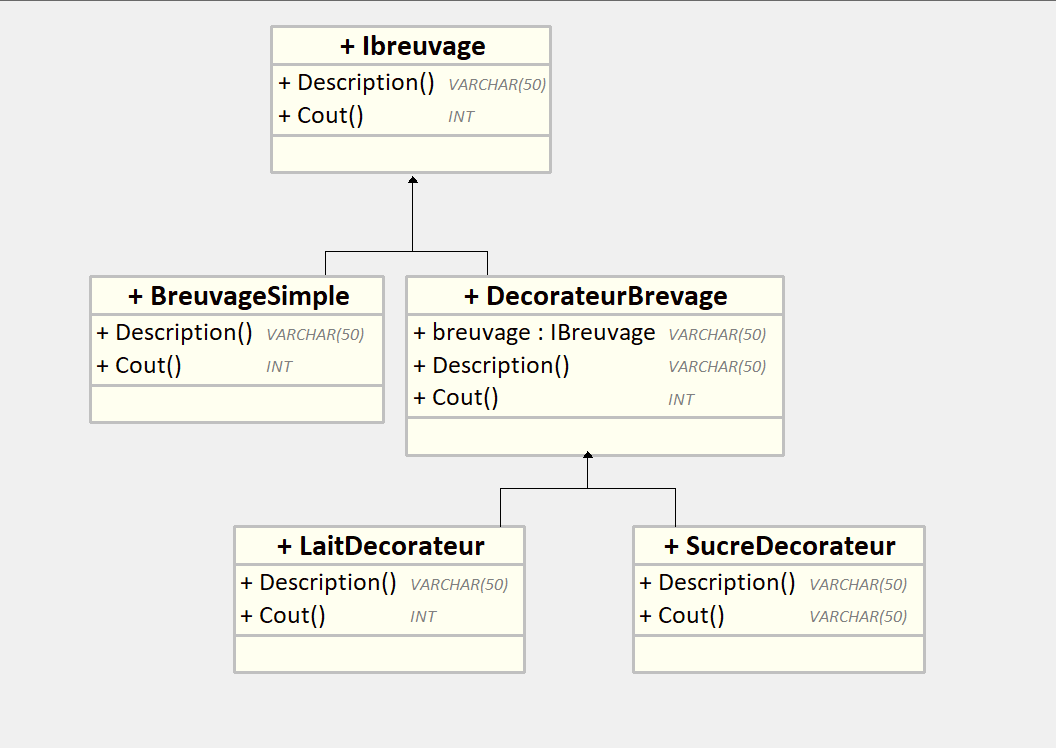 + Ibreuvage
+ Description() VARCHAR(50)
+ Cout() INT
+ BreuvageSimple
+ Description() VARCHAR(50)
+ Cout() INT
+ DecorateurBrevage
+ breuvage : IBreuvage VARCHAR(50)
+ Description() VARCHAR(50)
+ Cout() INT
+ LaitDecorateur
+ Description() VARCHAR(50)
+ Cout() INT
+ SucreDecorateur
+ Description() VARCHAR(50)
+ Cout() VARCHAR(50)